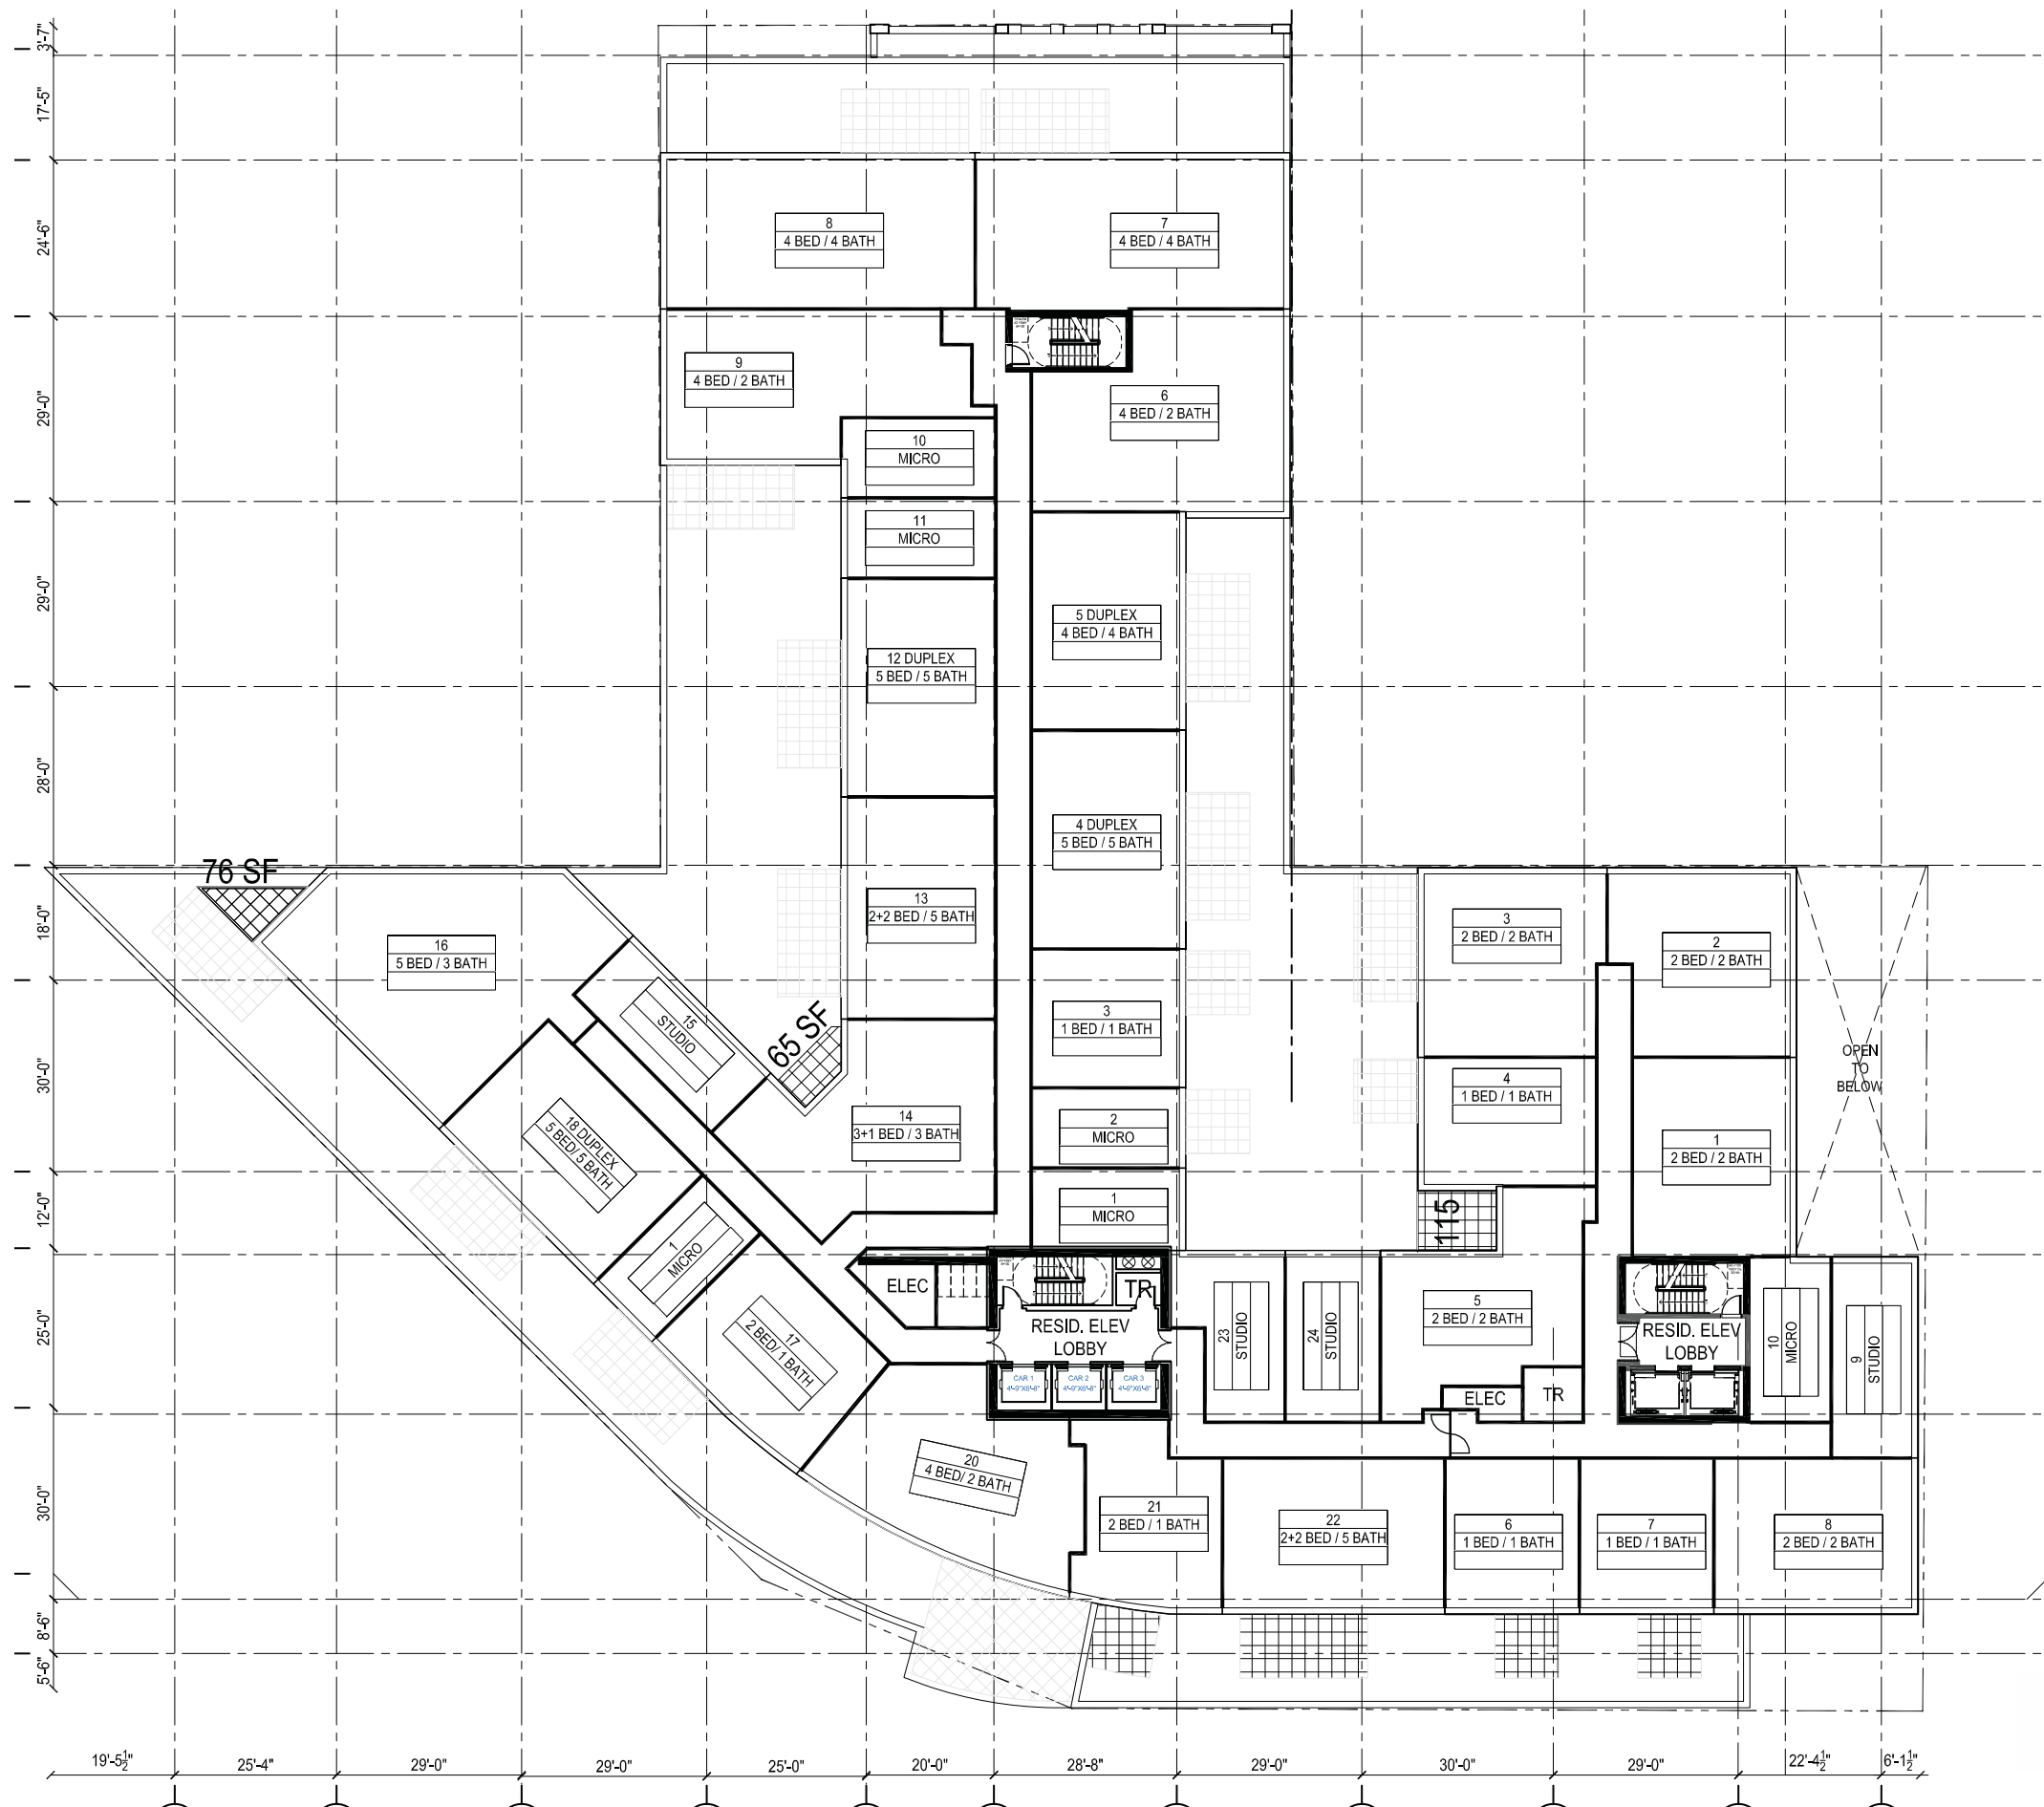 3'-7"
17'-5"
24'-6"
29'-0"
29'-0"
28'-0"
18'-0"
30'-0"
12'-0"
25'-0"
30'-0"
8'-6"
5'-6"
8
4 BED / 4 BATH
7
4 BED / 4 BATH
9
4 BED / 2 BATH
6
4 BED / 2 BATH
10
MICRO
11
MICRO
5 DUPLEX
4 BED / 4 BATH
12 DUPLEX
5 BED / 5 BATH
4 DUPLEX
5 BED / 5 BATH
76 SF
13
2+2 BED / 5 BATH
3
2 BED / 2 BATH
2
2 BED / 2 BATH
16
5 BED / 3 BATH
15
STUDIO
65 SF
3
1 BED / 1 BATH
4
1 BED / 1 BATH
OPEN
TO
BELOW
18 DUPLEX
5 BED/ 5 BATH
14
3+1 BED / 3 BATH
2
MICRO
1
2 BED / 2 BATH
1
MICRO
1
MICRO
115
ELEC
TR
RESID. ELEV
LOBBY
CAR 1
CAR 2
CAR 3
23
STUDIO
24
STUDIO
5
2 BED / 2 BATH
ELEC
TR
RESID. ELEV
LOBBY
10
MICRO
9
STUDIO
17
2 BED/ 1 BATH
20
4 BED/ 2 BATH
21
2 BED / 1 BATH
22
2+2 BED / 5 BATH
6
1 BED / 1 BATH
7
1 BED / 1 BATH
8
2 BED / 2 BATH
19'-5½"
25'-4"
29'-0"
29'-0"
25'-0"
20'-0"
28'-8"
29'-0"
30'-0"
29'-0"
22'-4½"
6'-1½"